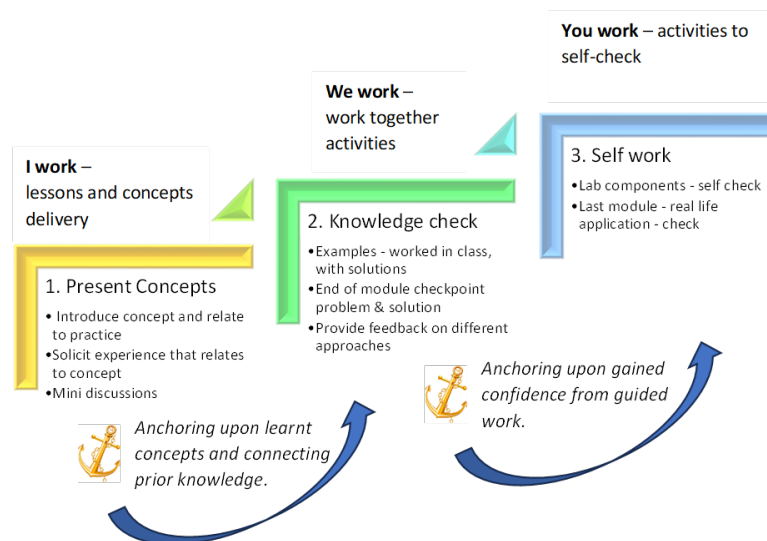 I work –
lessons and concepts
delivery
1. Present Concepts
• Introduce concept and relate
to practice
•Solicit experience that relates
to concept
•Mini discussions
Anchoring upon learnt
concepts and connecting
prior knowledge.
We work –
work together
activities
2. Knowledge check
•Examples - worked in class,
with solutions
•End of module checkpoint
problem & solution
•Provide feedback on different
approaches
Anchoring upon gained
confidence from guided
work.
You work – activities to
self-check
3. Self work
•Lab components - self check
•Last module - real life
application - check